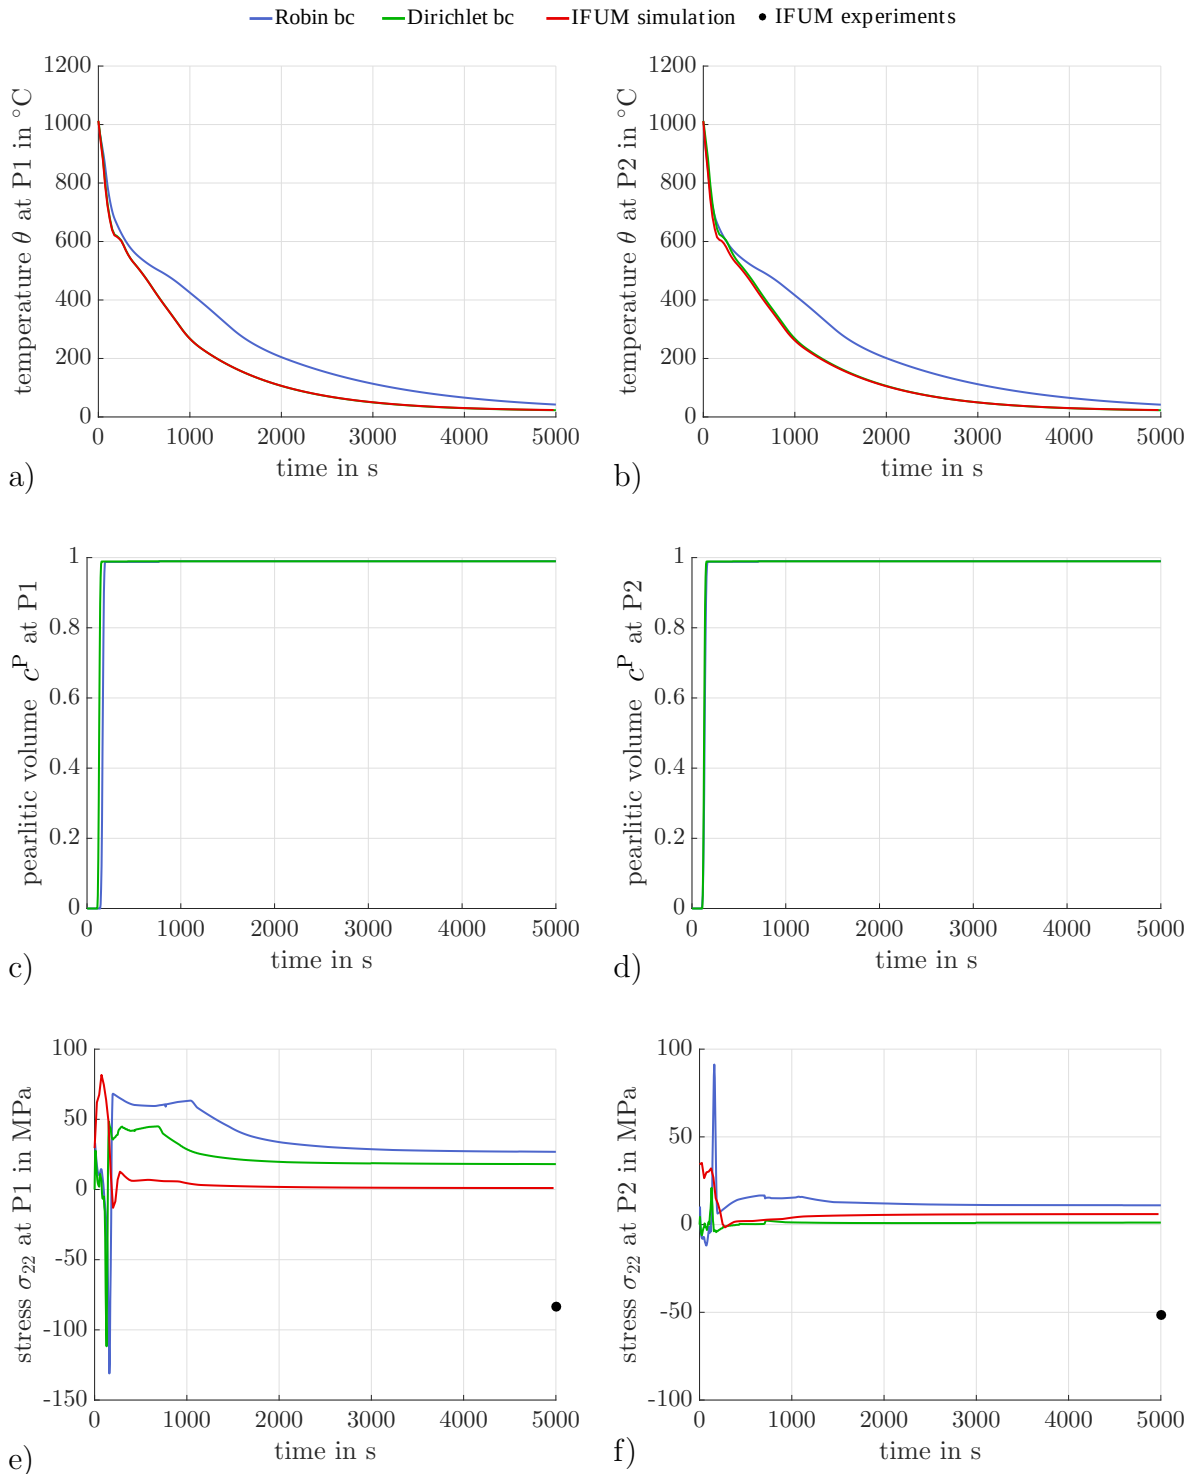 Robin bc Dirichlet bc IFUM simulation IFUM experiments
temperature θ at P1 in °C
1200
1000
800
600
400
200
0
0 1000 2000 3000 4000 5000
time in s
a)
temperature θ at P2 in °C
1200
1000
800
600
400
200
0
0 1000 2000 3000 4000 5000
time in s
b)
pearlitic volume cᴾ at P1
1
0.8
0.6
0.4
0.2
0
0 1000 2000 3000 4000 5000
time in s
c)
pearlitic volume cᴾ at P2
1
0.8
0.6
0.4
0.2
0
0 1000 2000 3000 4000 5000
time in s
d)
stress σ₂₂ at P1 in MPa
100
50
0
-50
-100
-150
0 1000 2000 3000 4000 5000
time in s
e)
stress σ₂₂ at P2 in MPa
100
50
0
-50
-100
0 1000 2000 3000 4000 5000
time in s
f)